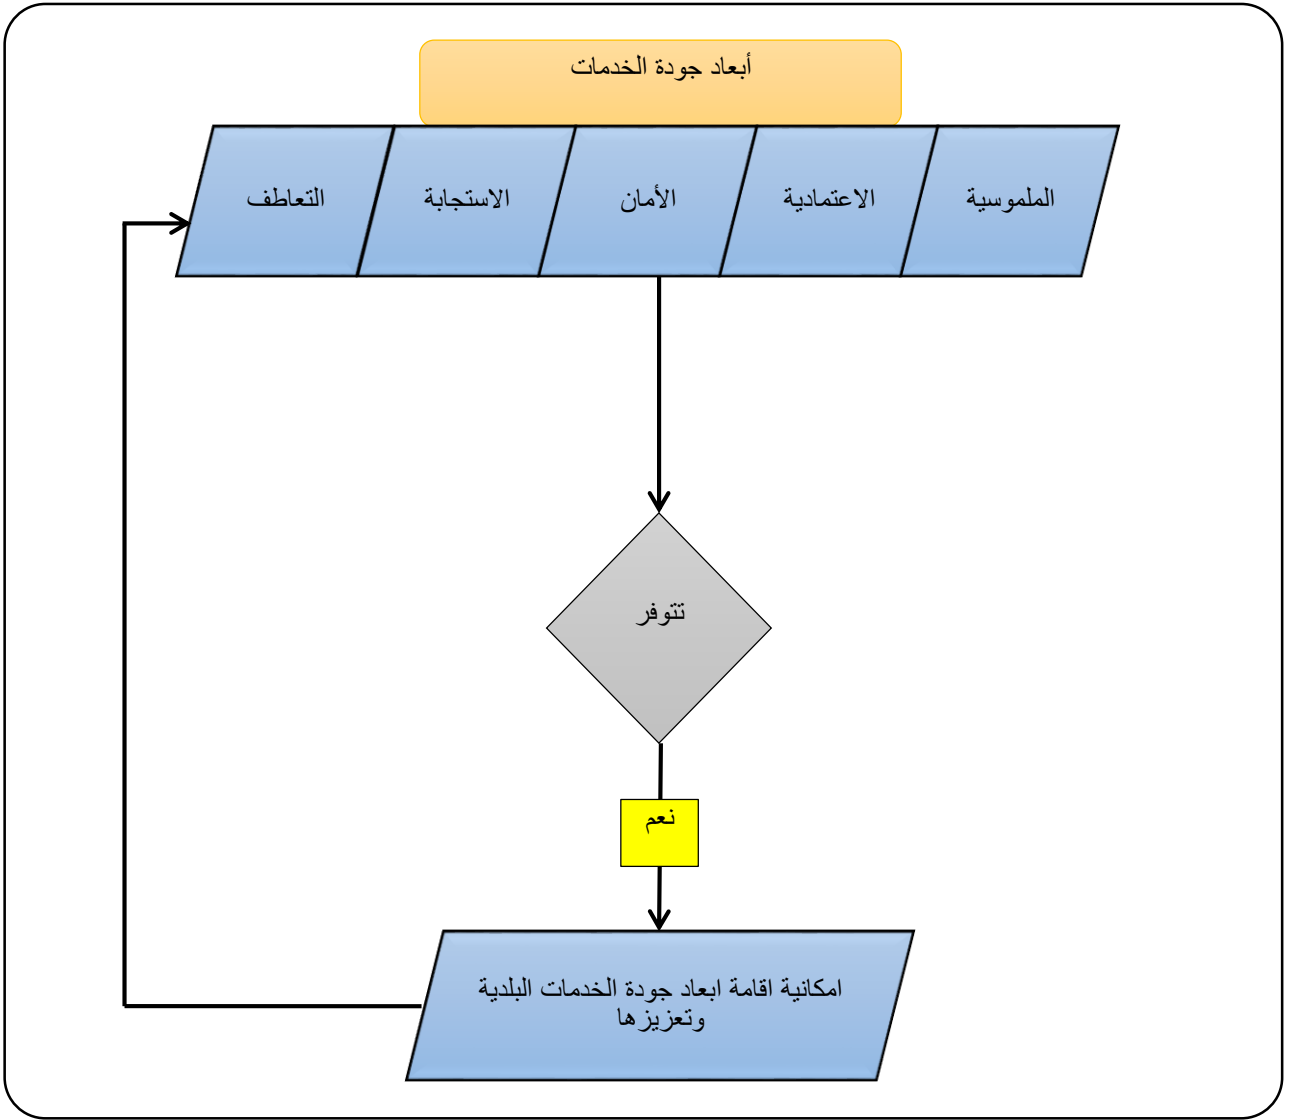 أبعاد جودة الخدمات
الملموسية
الاعتمادية
الأمان
الاستجابة
التعاطف
تتوفر
نعم
امكانية اقامة ابعاد جودة الخدمات البلدية
وتعزيزها